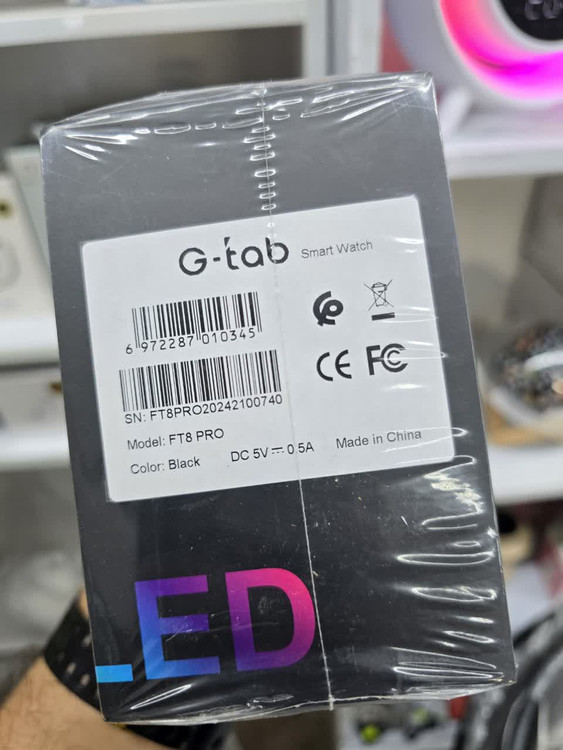 G-tab Smart Watch
6 972287 010345
SN: FT8PRO20242100740
CE FC
Model: FT8 PRO
Color: Black DC 5V⎓0.5A Made in China
LED